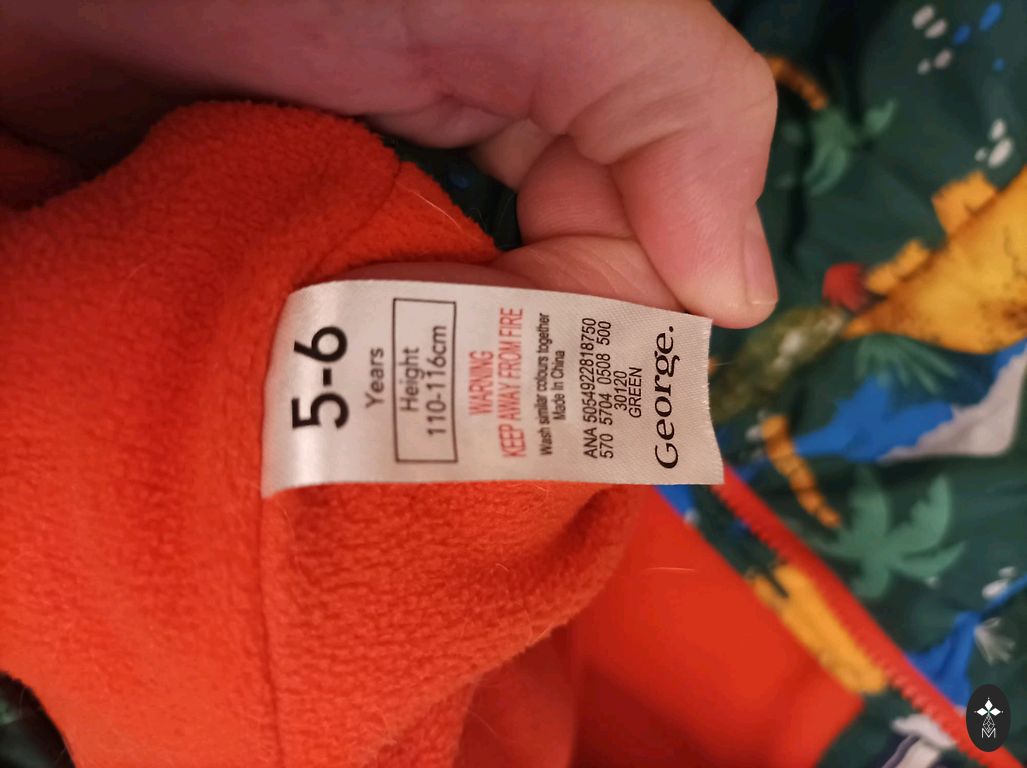 5-6
Years
Height
110-116cm
WARNING
KEEP AWAY FROM FIRE
Wash similar colours together
Made In China
ANA 5054922818750
570 5704 0508 500
30120
GREEN
George.
M